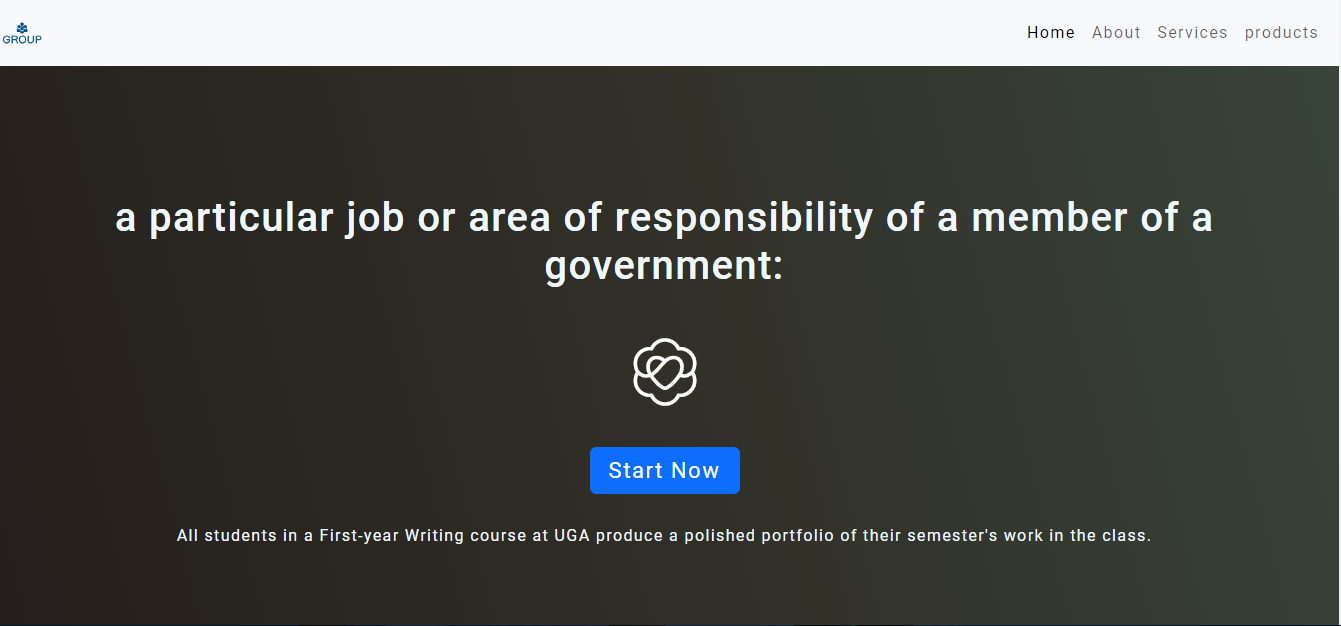 GROUP
Home About Services products
a particular job or area of responsibility of a member of a
government:
Start Now
All students in a First-year Writing course at UGA produce a polished portfolio of their semester's work in the class.